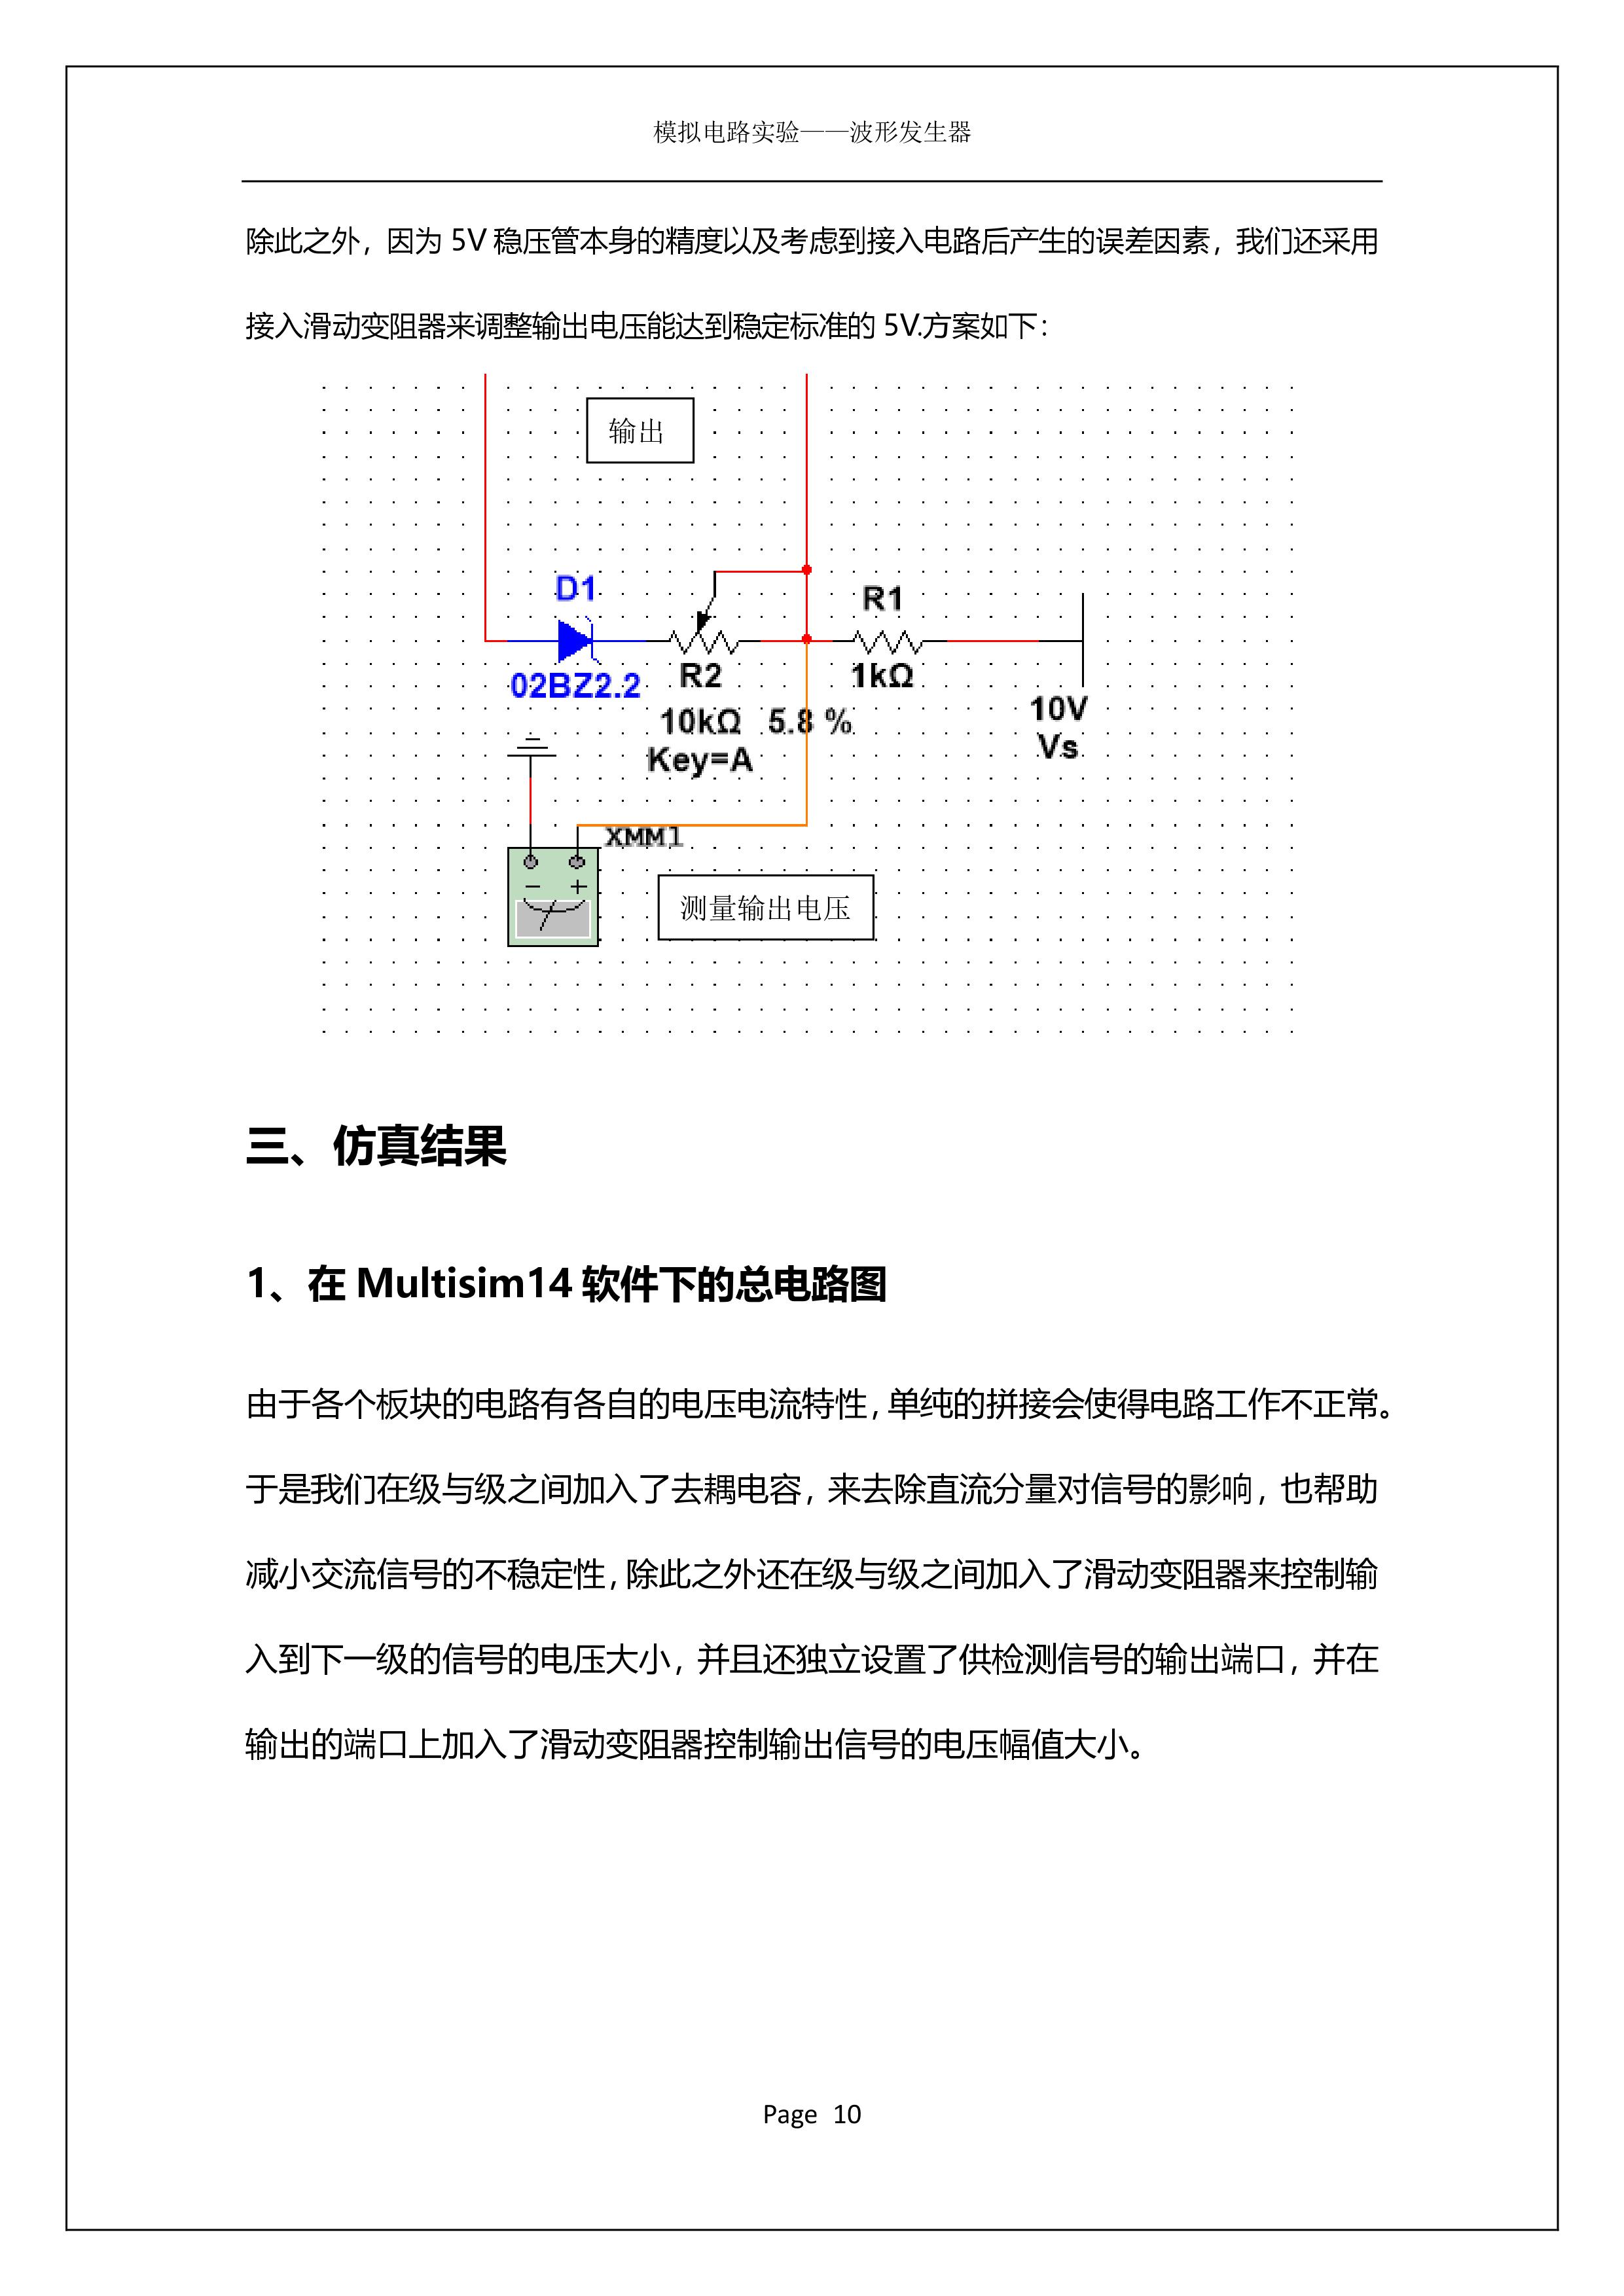 模拟电路实验——波形发生器
除此之外，因为 5V 稳压管本身的精度以及考虑到接入电路后产生的误差因素，我们还采用
接入滑动变阻器来调整输出电压能达到稳定标准的 5V.方案如下：
输出
D1
02BZ2.2
R2
10kΩ 5.8 %
Key=A
R1
1kΩ
10V
Vs
XMM1
测量输出电压
三、仿真结果
1、在 Multisim14 软件下的总电路图
由于各个板块的电路有各自的电压电流特性，单纯的拼接会使得电路工作不正常。
于是我们在级与级之间加入了去耦电容，来去除直流分量对信号的影响，也帮助
减小交流信号的不稳定性，除此之外还在级与级之间加入了滑动变阻器来控制输
入到下一级的信号的电压大小，并且还独立设置了供检测信号的输出端口，并在
输出的端口上加入了滑动变阻器控制输出信号的电压幅值大小。
Page 10